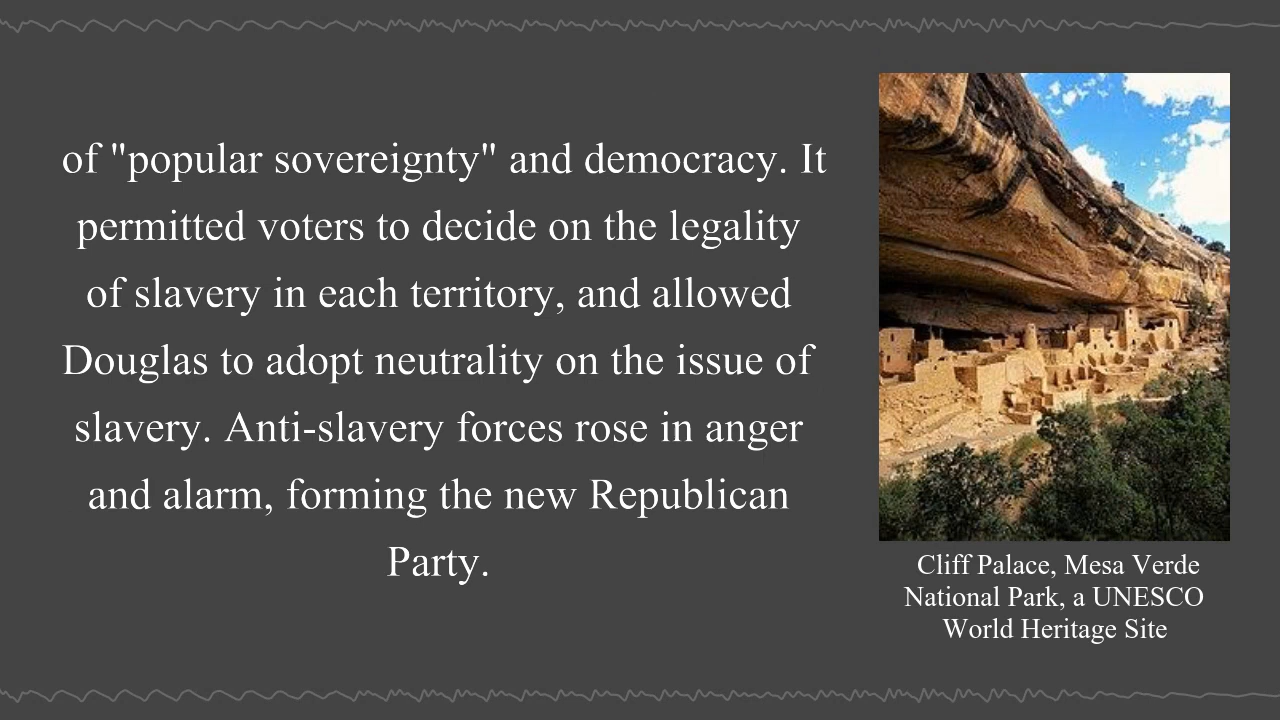 of "popular sovereignty" and democracy. It
permitted voters to decide on the legality
of slavery in each territory, and allowed
Douglas to adopt neutrality on the issue of
slavery. Anti-slavery forces rose in anger
and alarm, forming the new Republican
Party.
Cliff Palace, Mesa Verde
National Park, a UNESCO
World Heritage Site